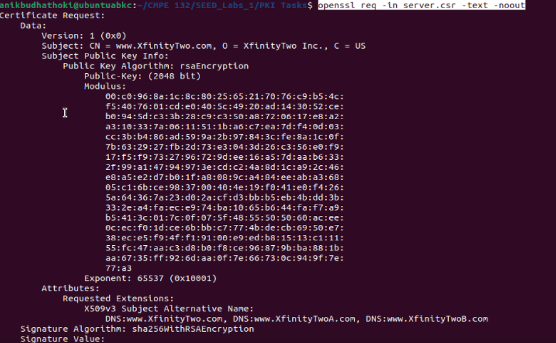 anikbudhathoki@ubuntuabkc:~/CMPE 132/SEED_Labs_1/PKI Tasks$ openssl req -in server.csr -text -noout
Certificate Request:
Data:
Version: 1 (0x0)
Subject: CN = www.XfinityTwo.com, O = XfinityTwo Inc., C = US
Subject Public Key Info:
Public Key Algorithm: rsaEncryption
Public-Key: (2048 bit)
Modulus:
00:c0:96:8a:1c:8c:80:25:65:21:70:76:c9:b5:4c:
f5:40:76:01:cd:e0:40:5c:49:20:ad:14:30:52:ce:
b0:94:5d:c3:3b:28:c9:c3:50:a8:72:06:17:e8:a2:
a3:10:33:7a:06:11:51:1b:a6:c7:ea:7d:f4:0d:03:
cc:3b:b4:86:ad:59:9a:2b:97:84:3c:fe:8a:1c:0f:
7b:63:29:27:fb:2d:73:e3:04:3d:26:c3:56:e0:f9:
17:f5:f9:73:27:96:72:9d:ee:16:a5:7d:aa:b6:33:
2f:99:a1:47:94:97:3e:cd:c2:4a:8d:1c:a9:2c:46:
e8:a5:e2:d7:b0:1f:a8:08:9c:a4:84:ee:ab:a3:68:
05:c1:6b:ce:98:37:00:40:4e:19:f0:41:e0:f4:26:
5a:64:36:7a:23:d0:2a:cf:d3:bb:b5:eb:4b:dd:3b:
33:2e:a4:fa:ec:e9:74:ba:10:65:b6:44:fa:f7:a9:
b5:41:3c:01:7c:0f:07:5f:48:55:50:50:60:ac:ee:
0c:ec:f0:1d:ce:6b:bb:c7:77:4b:de:cb:69:50:e7:
38:ec:e5:f9:4f:f1:91:00:e9:ed:b8:15:13:c1:11:
55:fc:47:aa:c3:d8:b0:f8:ce:96:87:9b:ba:88:1b:
aa:67:35:ff:92:6d:aa:0f:7e:66:73:0c:94:9f:7e:
77:a3
Exponent: 65537 (0x10001)
Attributes:
Requested Extensions:
X509v3 Subject Alternative Name:
DNS:www.XfinityTwo.com, DNS:www.XfinityTwoA.com, DNS:www.XfinityTwoB.com
Signature Algorithm: sha256WithRSAEncryption
Signature Value: